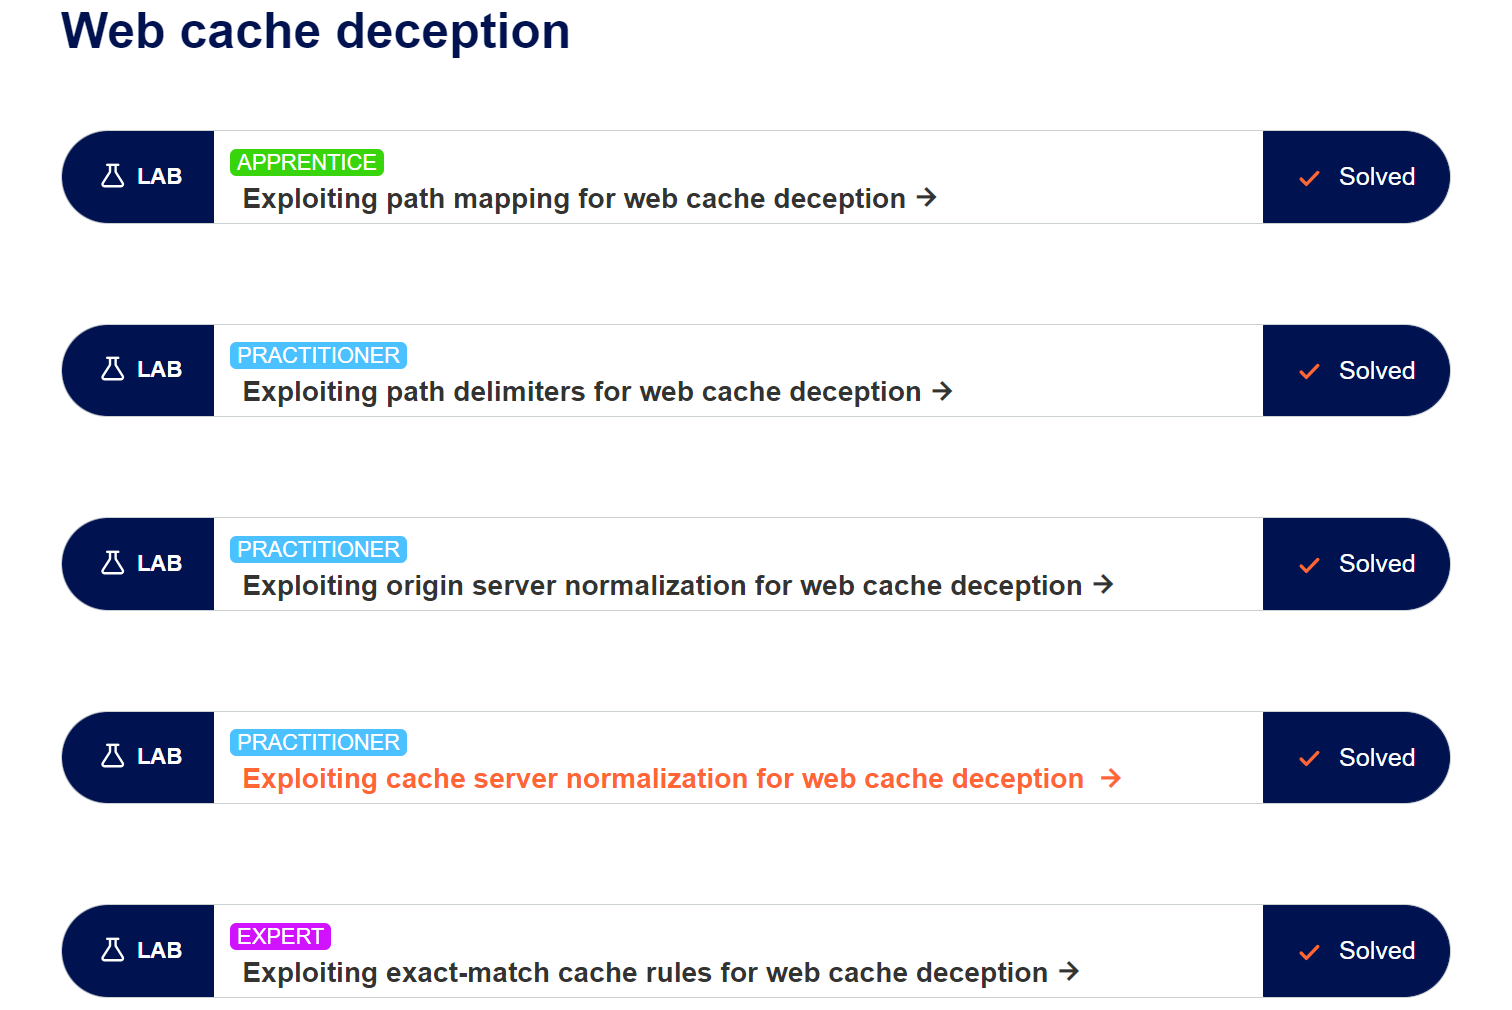 Web cache deception
LAB
APPRENTICE
Exploiting path mapping for web cache deception →
Solved
LAB
PRACTITIONER
Exploiting path delimiters for web cache deception →
Solved
LAB
PRACTITIONER
Exploiting origin server normalization for web cache deception →
Solved
LAB
PRACTITIONER
Exploiting cache server normalization for web cache deception →
Solved
LAB
EXPERT
Exploiting exact-match cache rules for web cache deception →
Solved